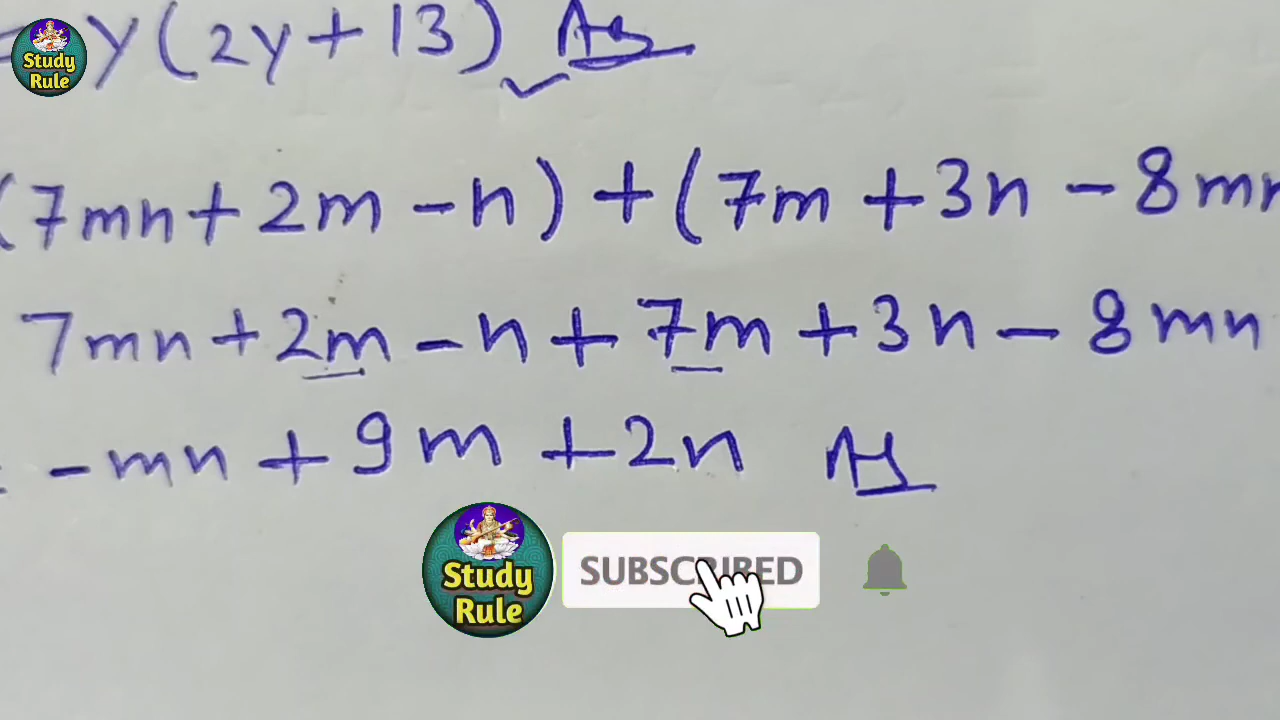 Study
Rule
= y(2y+13) Ans
(7mn+2m-n)+(7m+3n-8mn
7mn+2m-n+7m+3n-8mn
= -mn+9m+2n Ans
Study
Rule
SUBSCRIBED